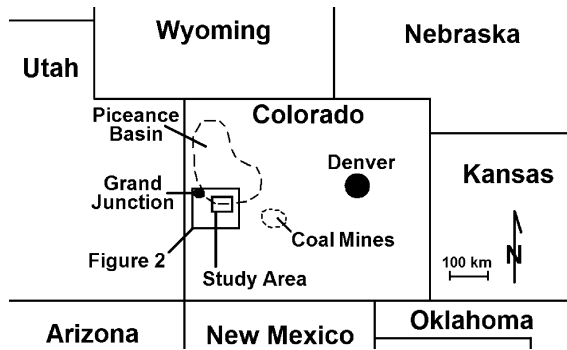 Wyoming
Nebraska
Utah
Piceance
Basin
Colorado
Denver
Kansas
Grand
Junction
Coal Mines
Figure 2
Study Area
100 km
N
Arizona
New Mexico
Oklahoma